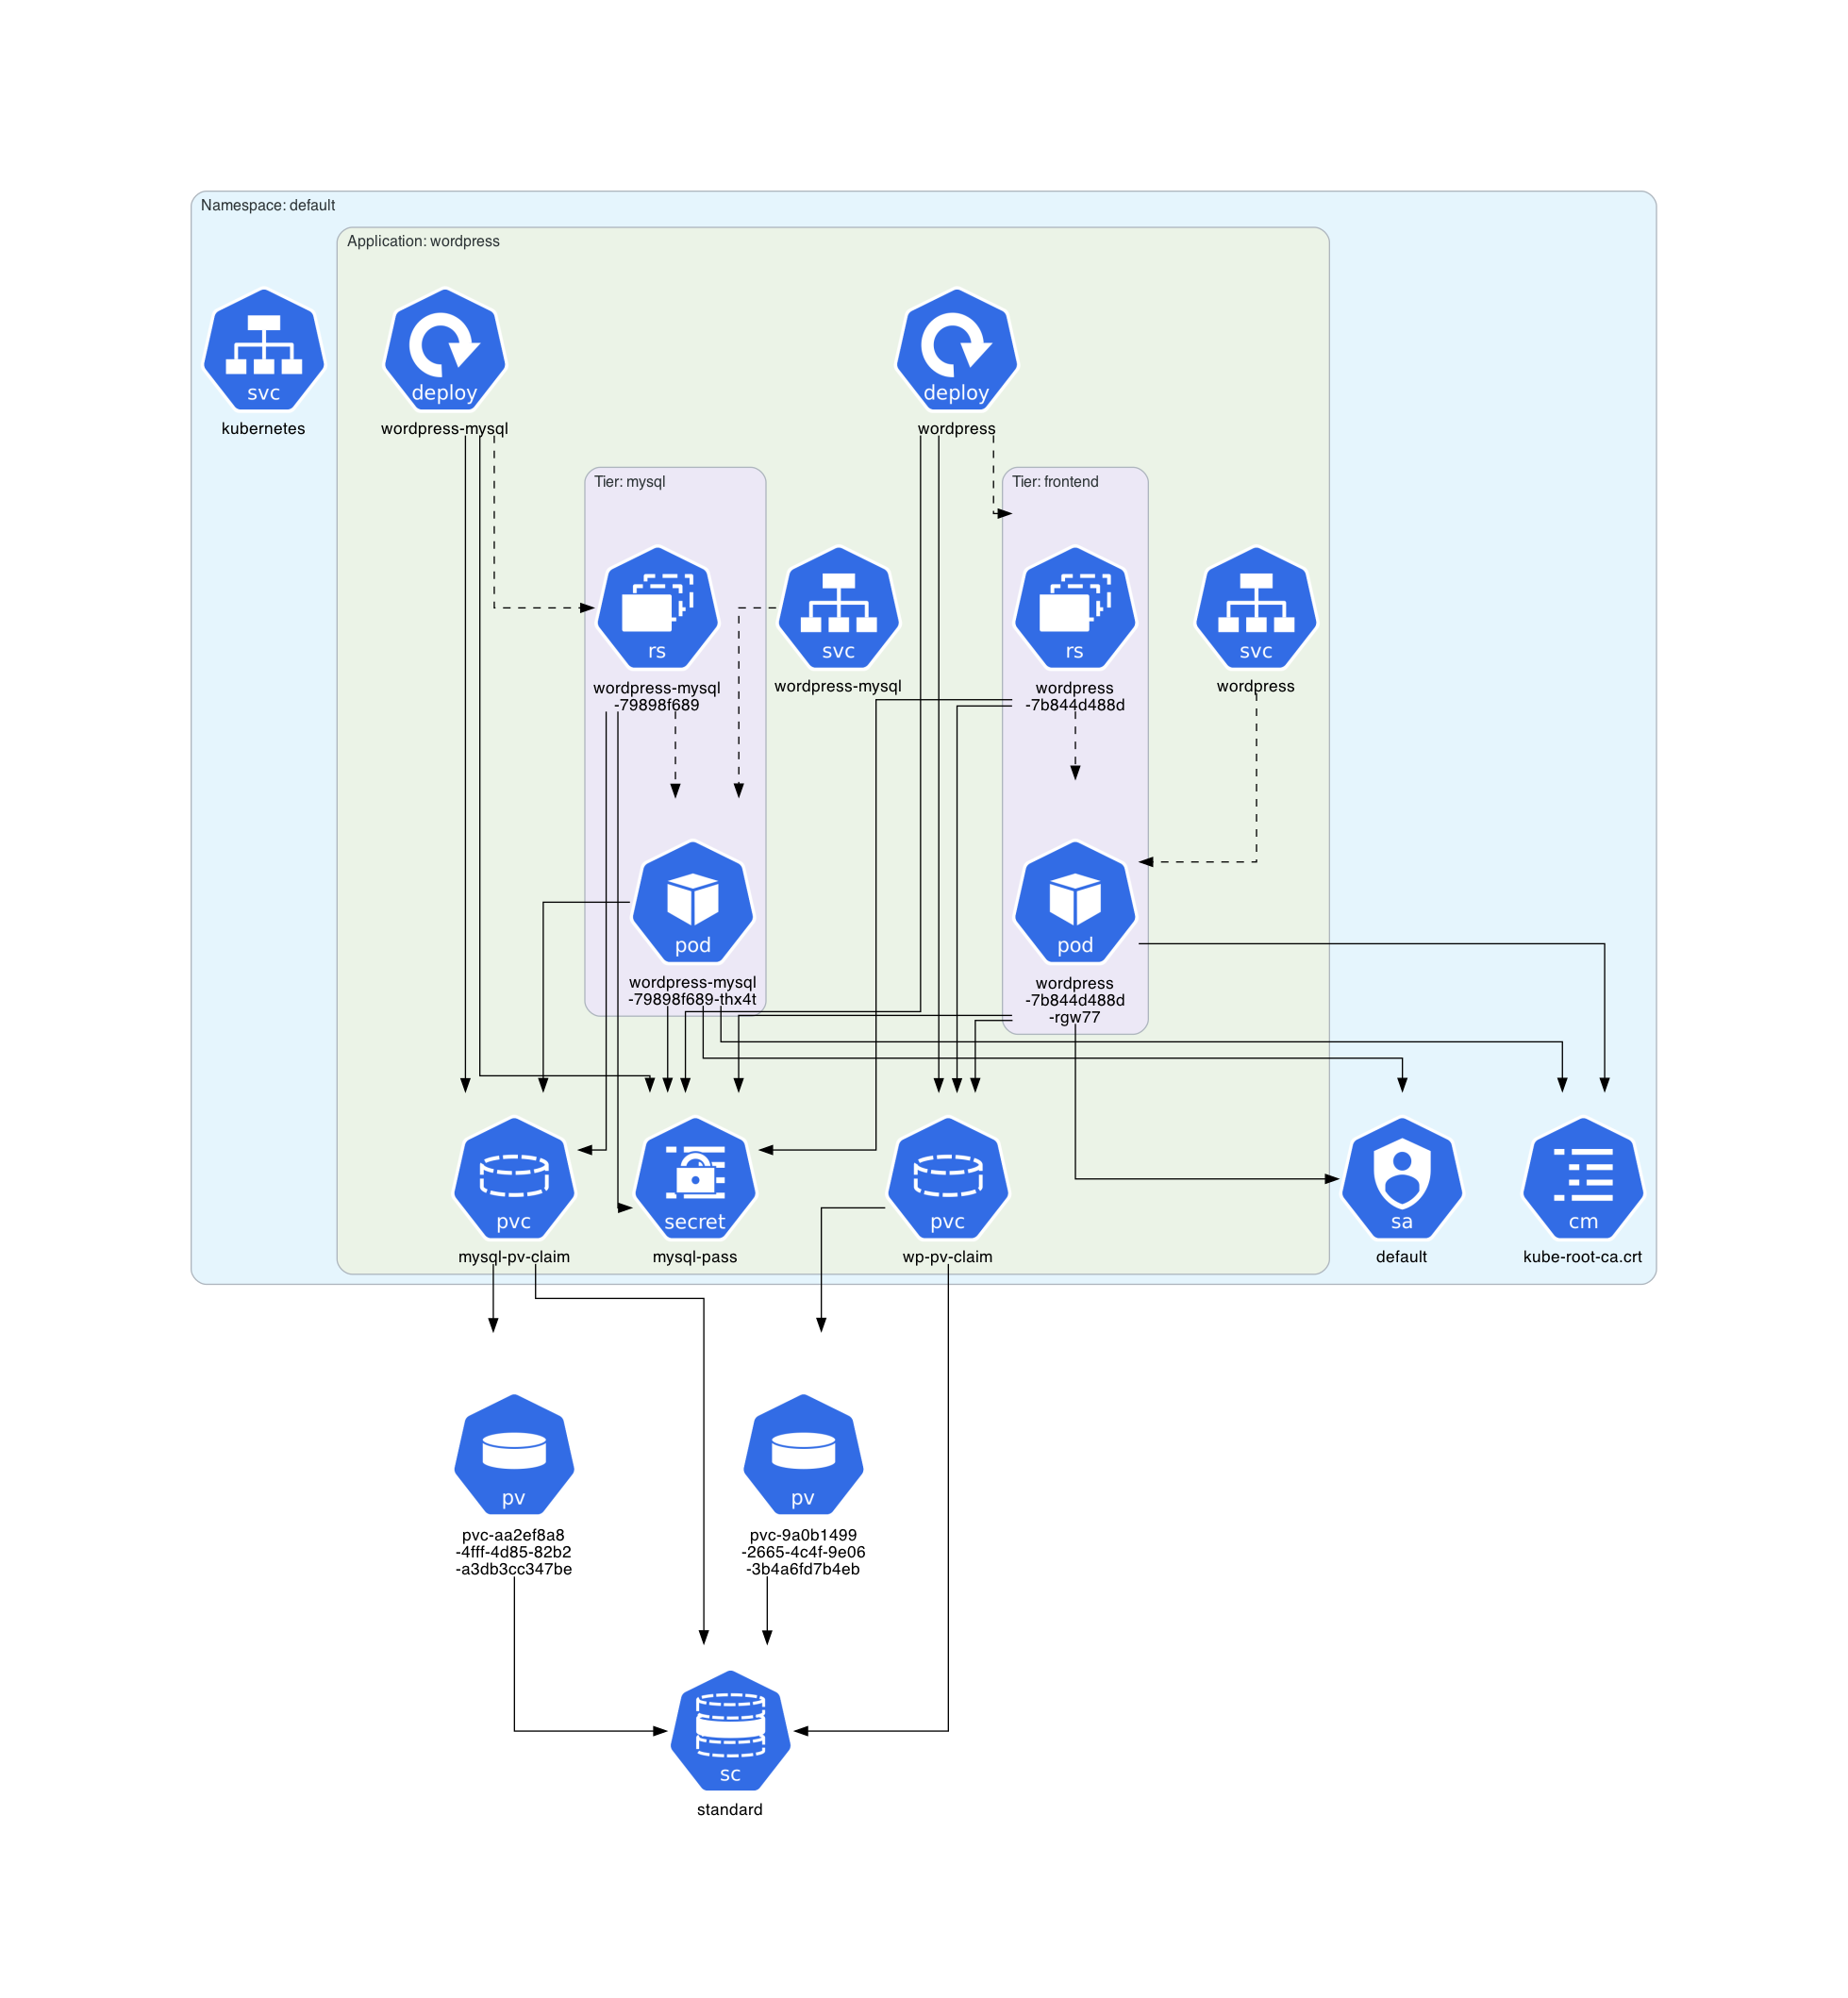 Namespace: default
Application: wordpress
svc
kubernetes
deploy
wordpress-mysql
deploy
wordpress
Tier: mysql
Tier: frontend
rs
wordpress-mysql
-79898f689
svc
wordpress-mysql
rs
wordpress
-7b844d488d
svc
wordpress
pod
wordpress-mysql
-79898f689-thx4t
pod
wordpress
-7b844d488d
-rgw77
pvc
mysql-pv-claim
secret
mysql-pass
pvc
wp-pv-claim
sa
default
cm
kube-root-ca.crt
pv
pvc-aa2ef8a8
-4fff-4d85-82b2
-a3db3cc347be
pv
pvc-9a0b1499
-2665-4c4f-9e06
-3b4a6fd7b4eb
sc
standard